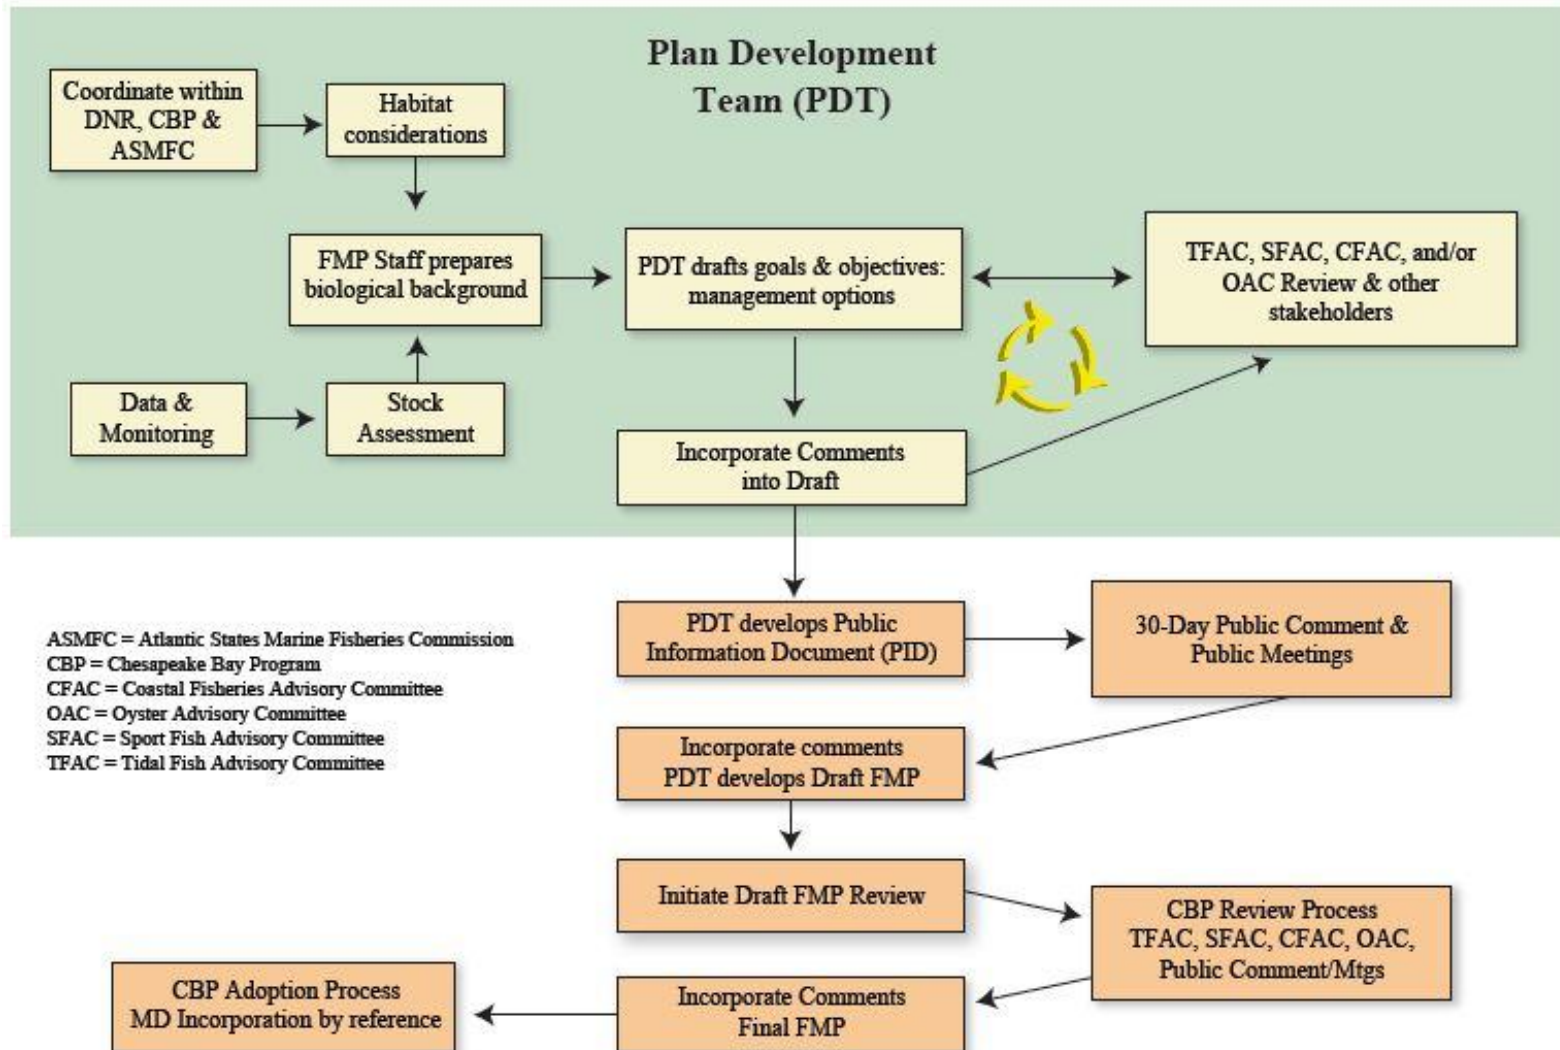 Plan Development
Team (PDT)
Coordinate within
DNR, CBP &
ASMFC
Habitat
considerations
FMP Staff prepares
biological background
PDT drafts goals & objectives:
management options
TFAC, SFAC, CFAC, and/or
OAC Review & other
stakeholders
Data &
Monitoring
Stock
Assessment
Incorporate Comments
into Draft
PDT develops Public
Information Document (PID)
30-Day Public Comment &
Public Meetings
ASMFC = Atlantic States Marine Fisheries Commission
CBP = Chesapeake Bay Program
CFAC = Coastal Fisheries Advisory Committee
OAC = Oyster Advisory Committee
SFAC = Sport Fish Advisory Committee
TFAC = Tidal Fish Advisory Committee
Incorporate comments
PDT develops Draft FMP
Initiate Draft FMP Review
CBP Review Process
TFAC, SFAC, CFAC, OAC,
Public Comment/Mtgs
Incorporate Comments
Final FMP
CBP Adoption Process
MD Incorporation by reference